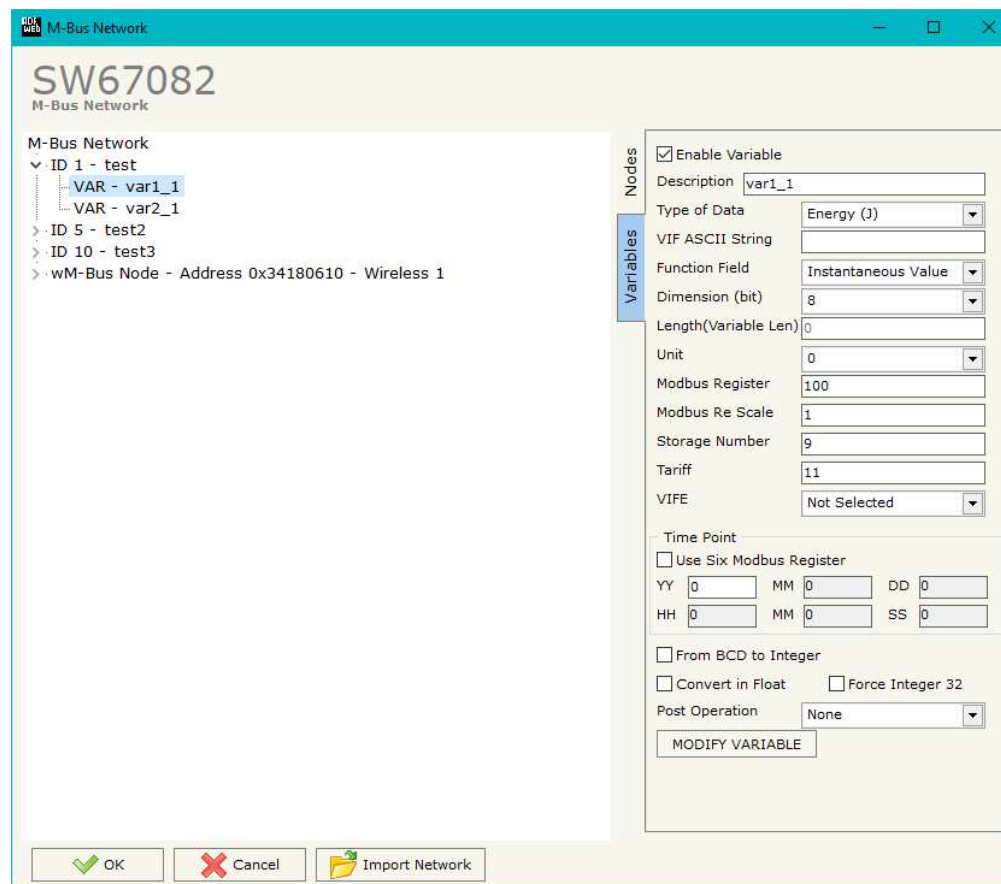 ADF
WEB
M-Bus Network
SW67082
M-Bus Network
M-Bus Network
ID 1 - test
VAR - var1_1
VAR - var2_1
ID 5 - test2
ID 10 - test3
wM-Bus Node - Address 0x34180610 - Wireless 1
Nodes
Variables
Enable Variable
Description var1_1
Type of Data Energy (J)
VIF ASCII String
Function Field Instantaneous Value
Dimension (bit) 8
Length(Variable Len) 0
Unit 0
Modbus Register 100
Modbus Re Scale 1
Storage Number 9
Tariff 11
VIFE Not Selected
Time Point
Use Six Modbus Register
YY 0 MM 0 DD 0
HH 0 MM 0 SS 0
From BCD to Integer
Convert in Float Force Integer 32
Post Operation None
MODIFY VARIABLE
OK Cancel Import Network